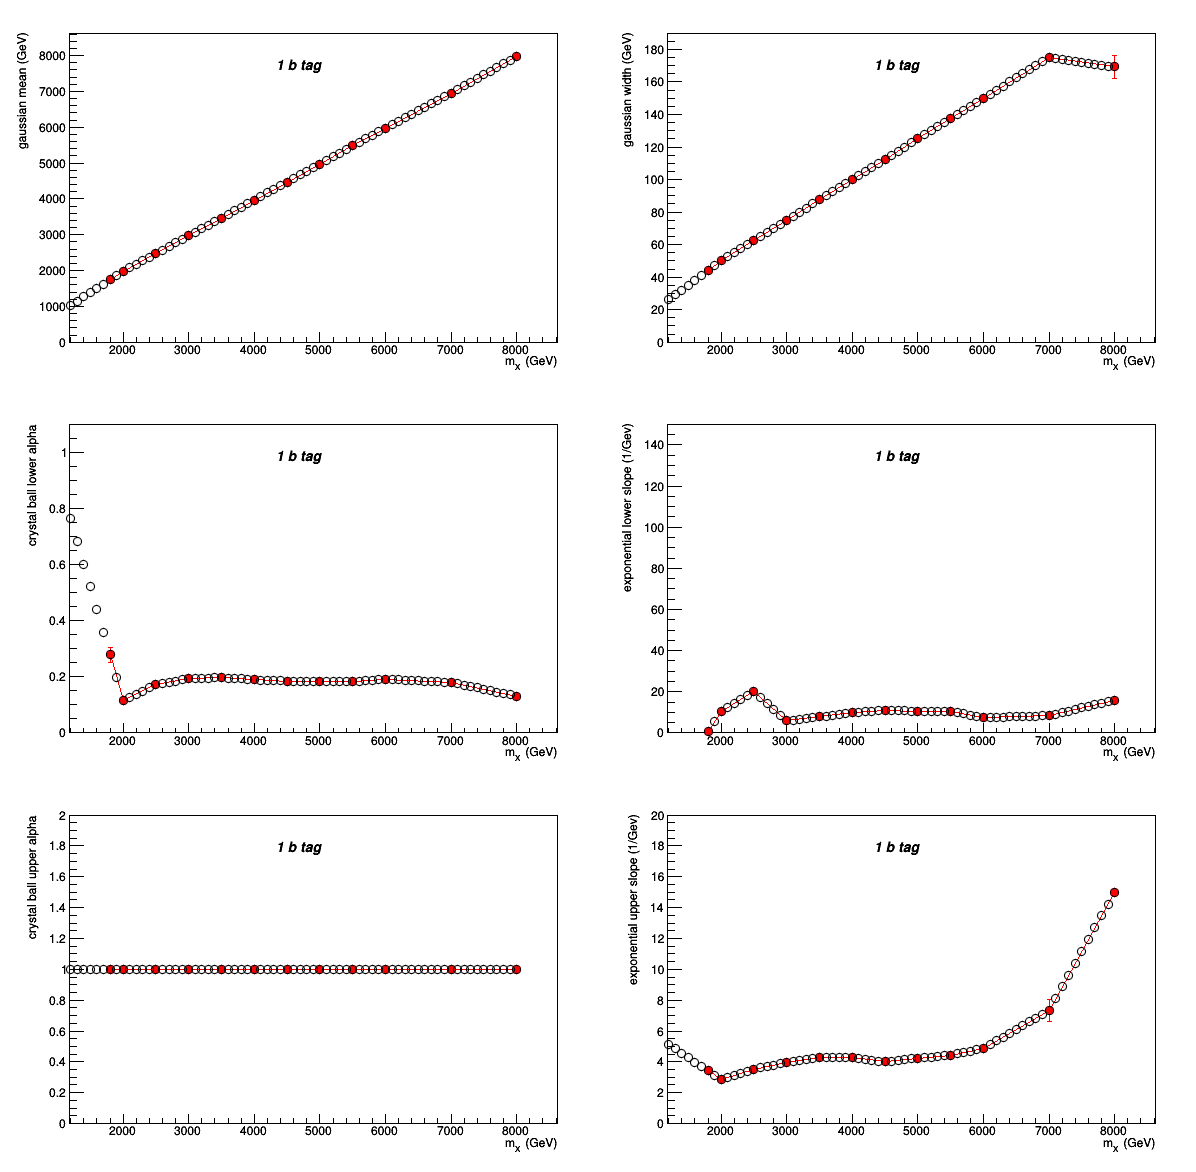 gaussian mean (GeV)
1 b tag
8000
7000
6000
5000
4000
3000
2000
1000
0
2000 3000 4000 5000 6000 7000 8000
m_x (GeV)
gaussian width (GeV)
1 b tag
180
160
140
120
100
80
60
40
20
0
2000 3000 4000 5000 6000 7000 8000
m_x (GeV)
crystal ball lower alpha
1 b tag
1
0.8
0.6
0.4
0.2
0
2000 3000 4000 5000 6000 7000 8000
m_x (GeV)
exponential lower slope (1/Gev)
1 b tag
140
120
100
80
60
40
20
0
2000 3000 4000 5000 6000 7000 8000
m_x (GeV)
crystal ball upper alpha
1 b tag
2
1.8
1.6
1.4
1.2
1
0.8
0.6
0.4
0.2
0
2000 3000 4000 5000 6000 7000 8000
m_x (GeV)
exponential upper slope (1/Gev)
1 b tag
20
18
16
14
12
10
8
6
4
2
0
2000 3000 4000 5000 6000 7000 8000
m_x (GeV)